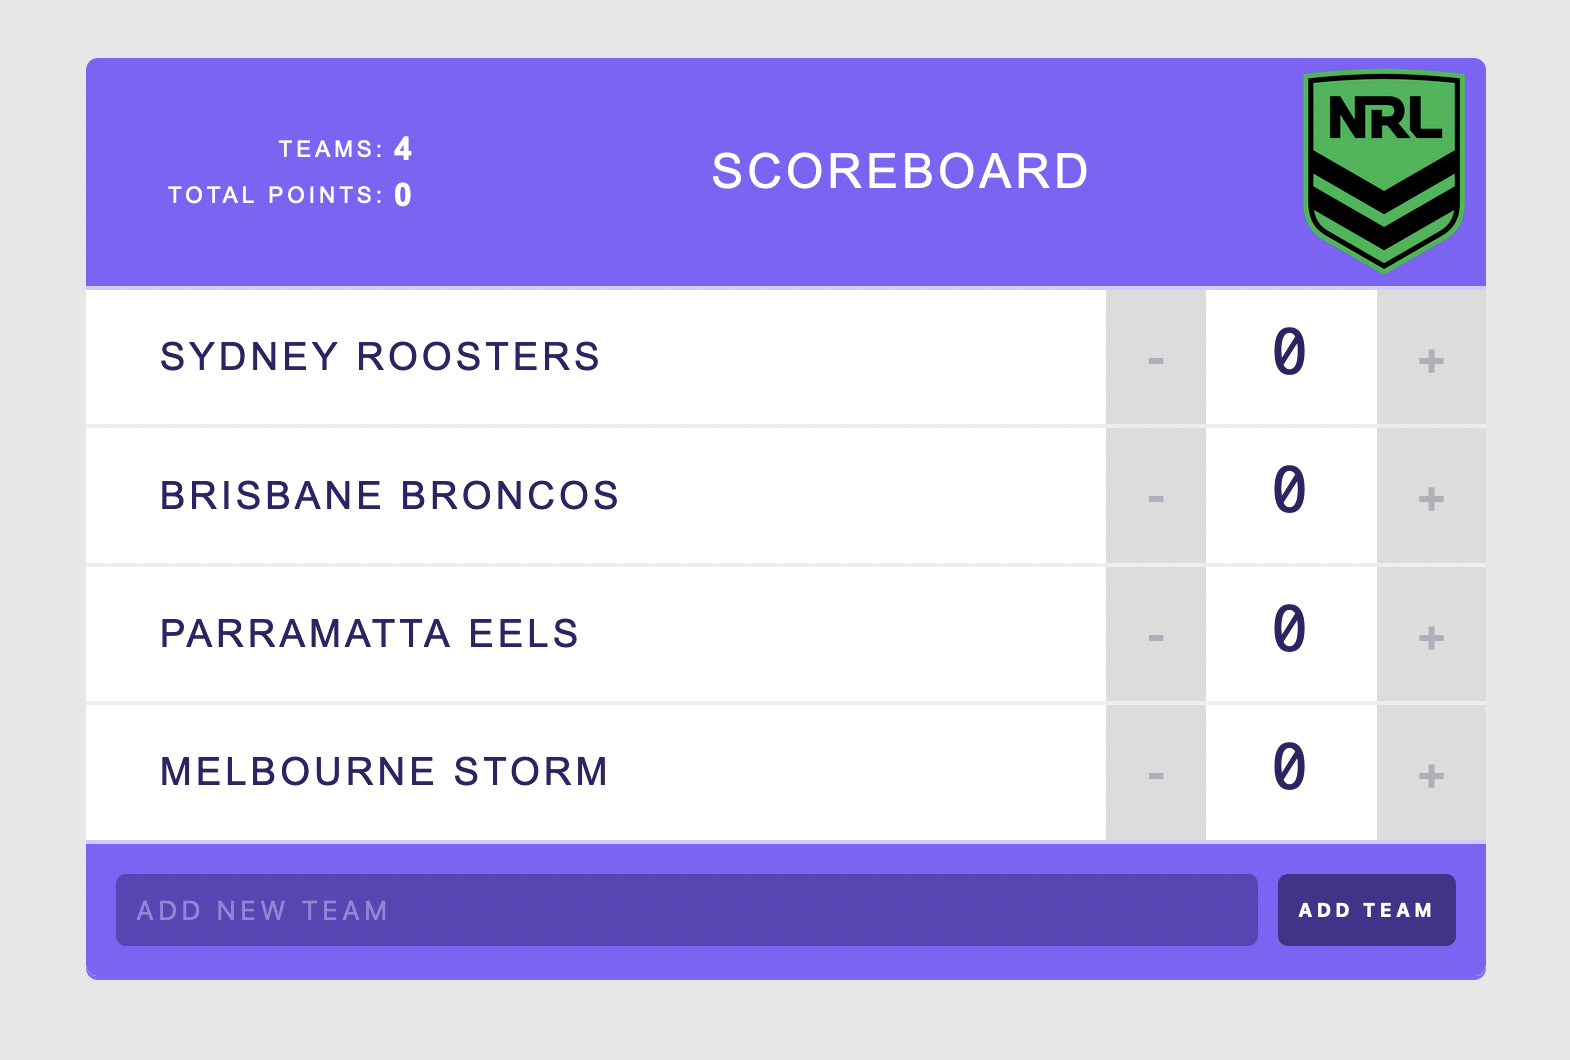 TEAMS: 4
TOTAL POINTS: 0
SCOREBOARD
NRL
SYDNEY ROOSTERS - 0 +
BRISBANE BRONCOS - 0 +
PARRAMATTA EELS - 0 +
MELBOURNE STORM - 0 +
ADD NEW TEAM
ADD TEAM